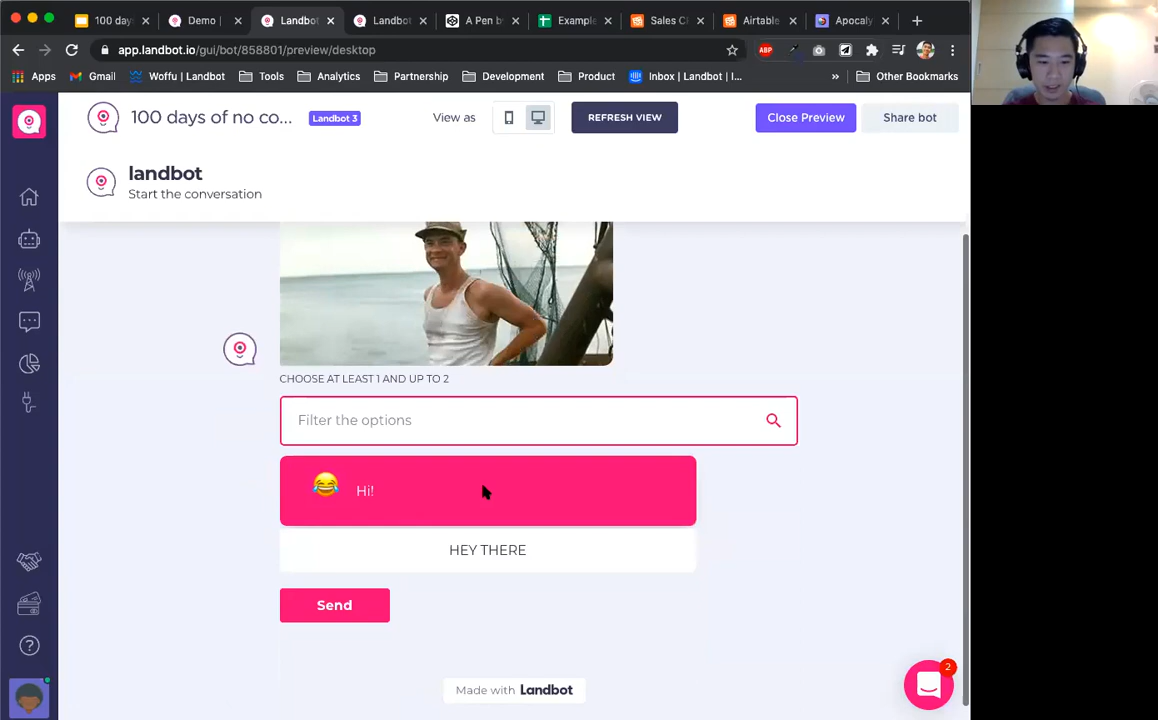 100 day:
Demo |
Landbot
Landbot
A Pen by
Example
Sales Cl
Airtable
Apocaly
app.landbot.io/gui/bot/858801/preview/desktop
ABP
Apps
Gmail
Woffu | Landbot
Tools
Analytics
Partnership
Development
Product
Inbox | Landbot | I...
»
Other Bookmarks
100 days of no co...
Landbot 3
View as
REFRESH VIEW
Close Preview
Share bot
landbot
Start the conversation
CHOOSE AT LEAST 1 AND UP TO 2
Filter the options
😂 Hi!
HEY THERE
Send
Made with Landbot
2